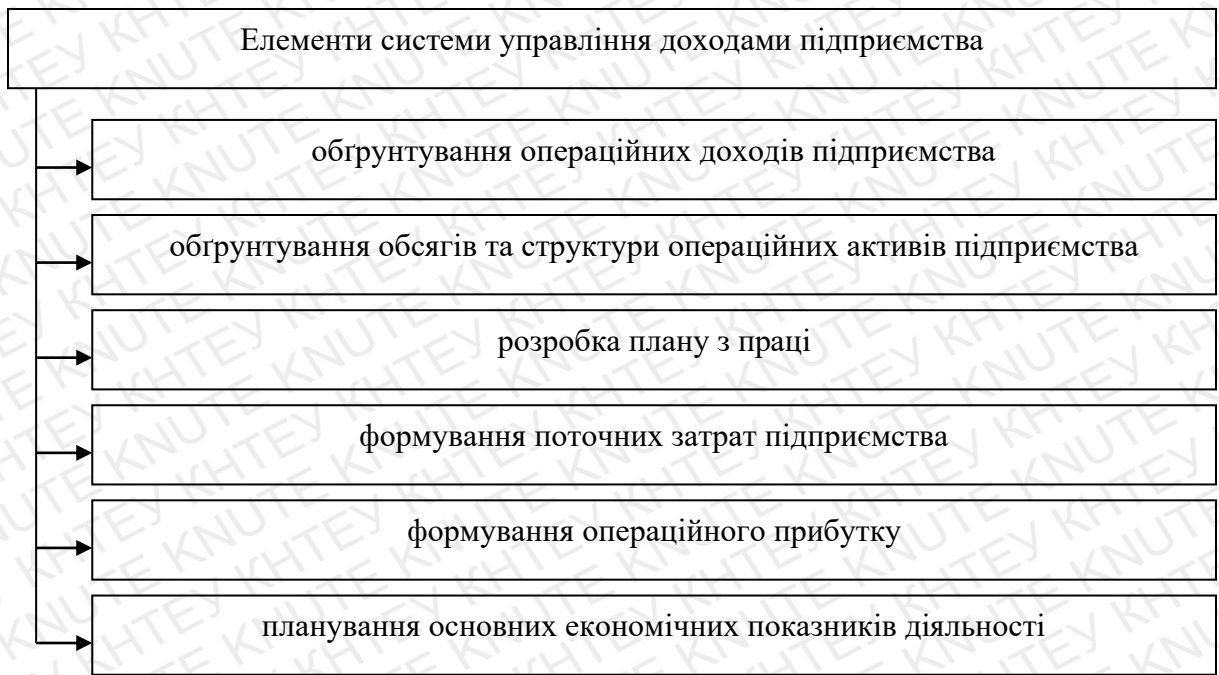 Елементи системи управління доходами підприємства
обґрунтування операційних доходів підприємства
обґрунтування обсягів та структури операційних активів підприємства
розробка плану з праці
формування поточних затрат підприємства
формування операційного прибутку
планування основних економічних показників діяльності